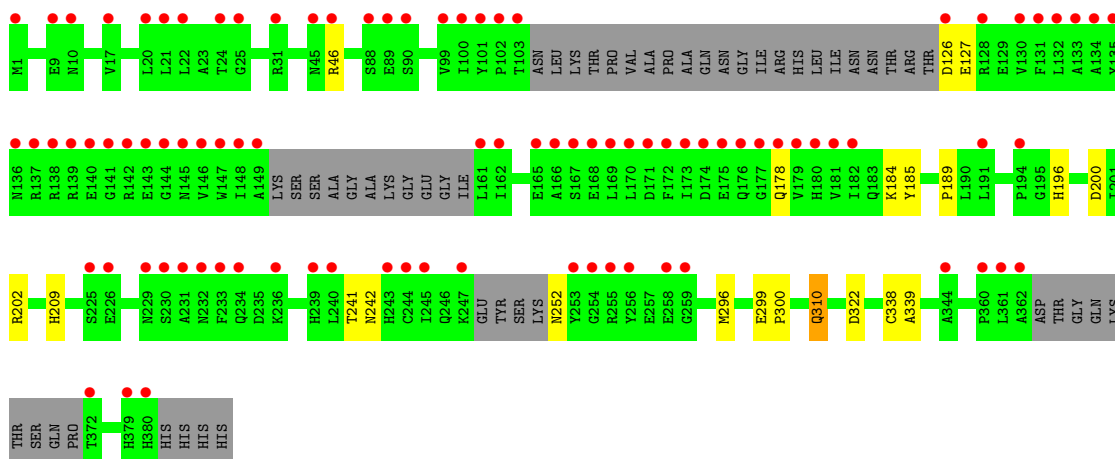 M1 E9 N10 V17 L20 L21 L22 A23 T24 G25 R31 N45 R46 S88 E89 S90 V99 I100 Y101 P102 T103 ASN LEU LYS THR PRO VAL ALA PRO ALA GLN ASN GLY ILE ARG HIS LEU ILE ASN ASN THR ARG THR D126 E127 R128 E129 V130 F131 L132 A133 A134 Y135
N136 R137 R138 R139 E140 G141 R142 E143 G144 N145 V146 W147 I148 A149 LYS SER SER ALA GLY ALA LYS GLY GLU GLY ILE L161 I162 E165 A166 S167 E168 L169 L170 D171 F172 I173 D174 E175 Q176 G177 Q178 V179 H180 V181 I182 Q183 K184 Y185 P189 L190 L191 P194 G195 H196 D200 I201
R202 H209 S225 E226 N229 S230 A231 N232 F233 Q234 D235 K236 H239 L240 T241 N242 H243 C244 I245 Q246 K247 GLU TYR SER LYS N252 Y253 G254 R255 Y256 E257 E258 G259 M296 E299 P300 Q310 D322 C338 A339 A344 P360 L361 A362 ASP THR GLY GLN LYS
THR SER GLN PRO T372 H379 H380 HIS HIS HIS HIS